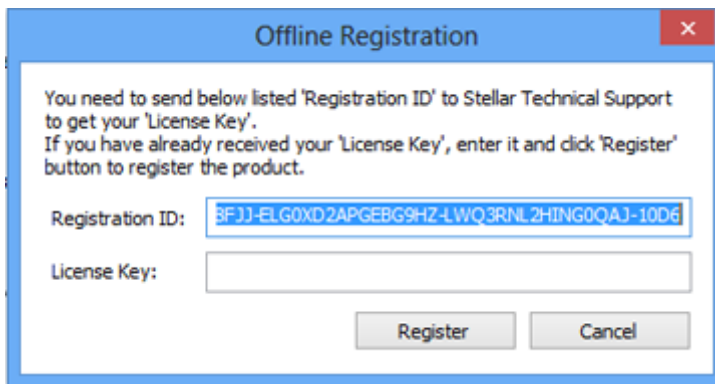 Offline Registration
You need to send below listed 'Registration ID' to Stellar Technical Support
to get your 'License Key'.
If you have already received your 'License Key', enter it and click 'Register'
button to register the product.
Registration ID: 3FJJ-ELG0XD2APGEBG9HZ-LWQ3RNL2HING0QAJ-10D6
License Key:
Register Cancel